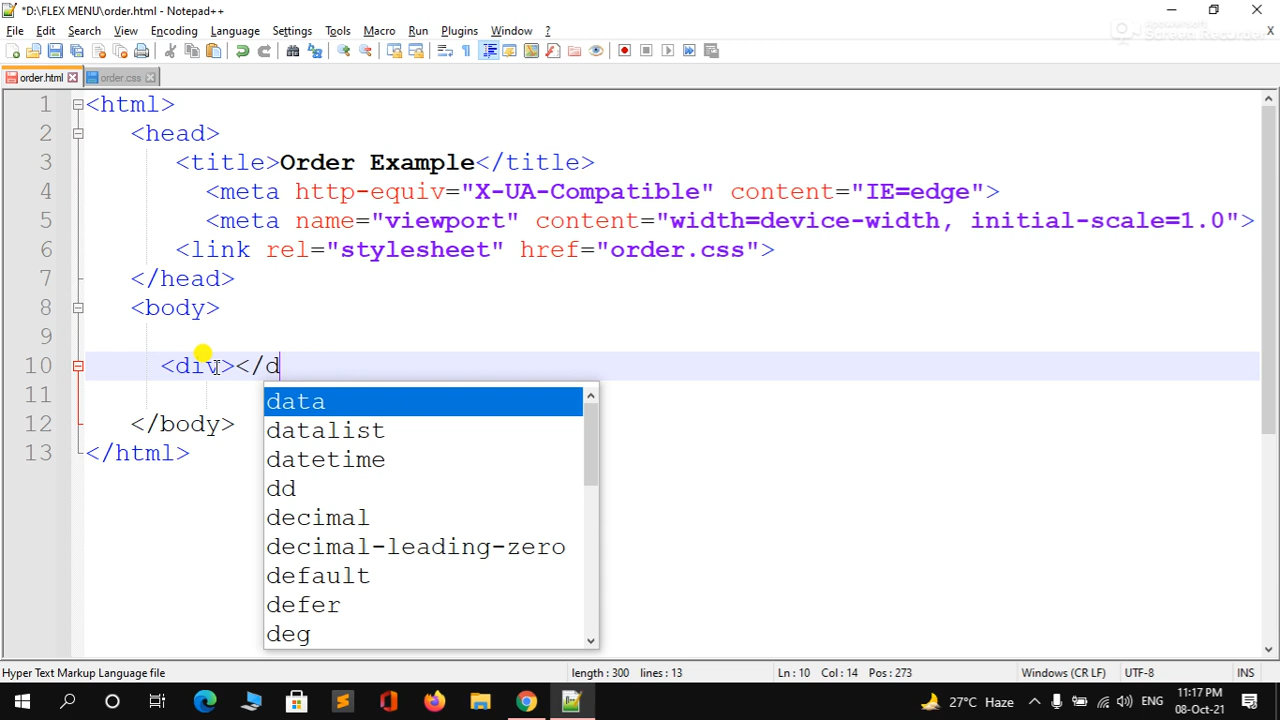 *D:\FLEX MENU\order.html - Notepad++
File Edit Search View Encoding Language Settings Tools Macro Run Plugins Window ? X
order.html order.css
1 <html>
2 <head>
3 <title>Order Example</title>
4 <meta http-equiv="X-UA-Compatible" content="IE=edge">
5 <meta name="viewport" content="width=device-width, initial-scale=1.0">
6 <link rel="stylesheet" href="order.css">
7 </head>
8 <body>
9
10 <div></d
11
12 </body>
13 </html>
data
datalist
datetime
dd
decimal
decimal-leading-zero
default
defer
deg
Hyper Text Markup Language file length : 300 lines : 13 Ln : 10 Col : 14 Pos : 273 Windows (CR LF) UTF-8 INS
27°C Haze ENG 11:17 PM
08-Oct-21